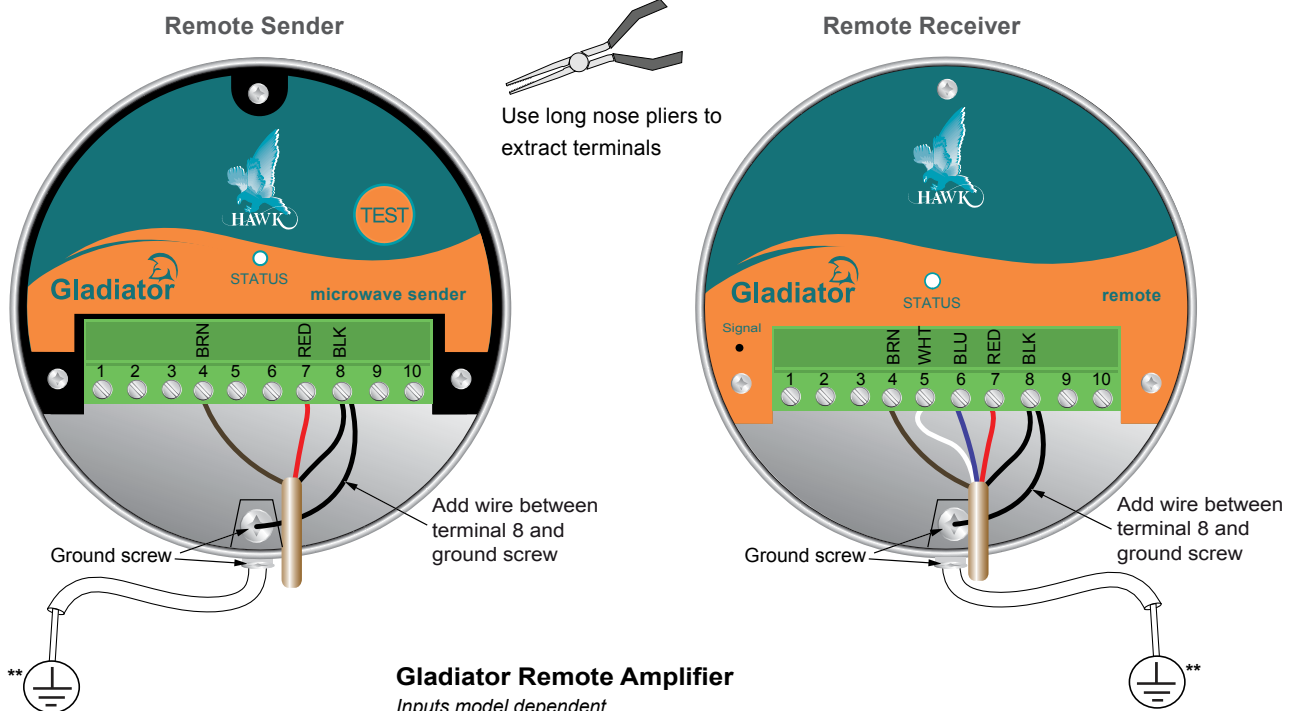 Remote Sender
Remote Receiver
Use long nose pliers to
extract terminals
HAWK
TEST
STATUS
Gladiator
microwave sender
BRN RED BLK
1 2 3 4 5 6 7 8 9 10
Add wire between
terminal 8 and
ground screw
Ground screw
**
HAWK
STATUS
Gladiator
remote
Signal
BRN WHT BLU RED BLK
1 2 3 4 5 6 7 8 9 10
Add wire between
terminal 8 and
ground screw
Ground screw
**
Gladiator Remote Amplifier
Inputs model dependent